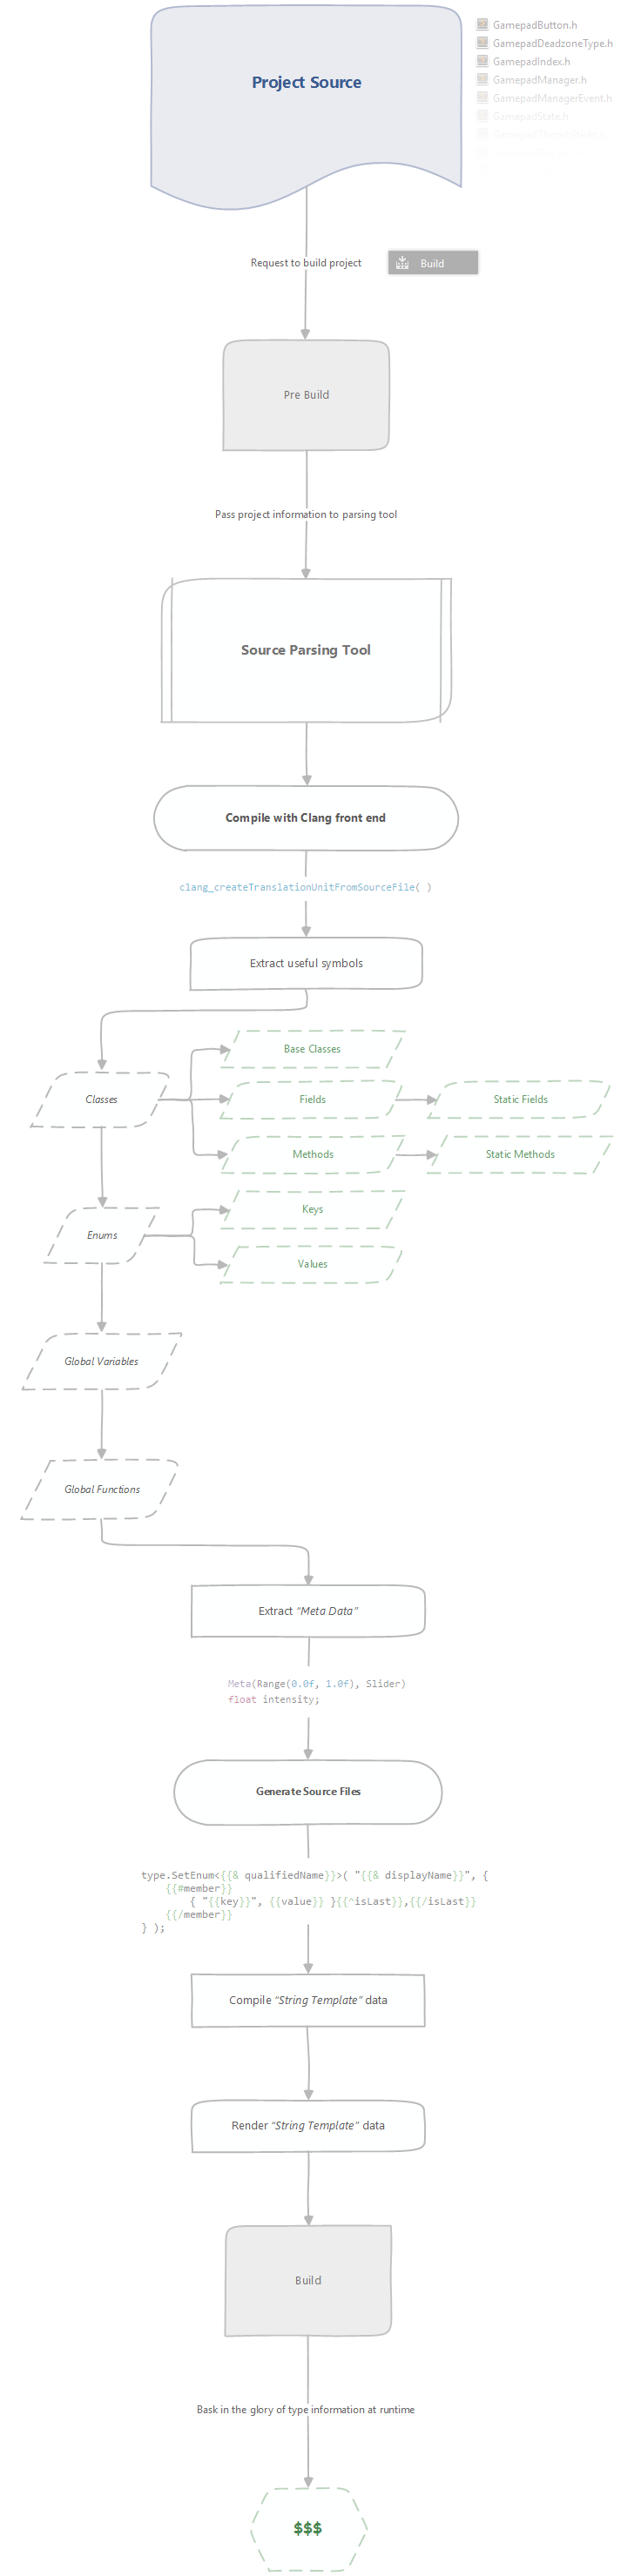 Project Source
GamepadButton.h
GamepadDeadzoneType.h
GamepadIndex.h
GamepadManager.h
GamepadManagerEvent.h
GamepadState.h
Request to build project
Build
Pre Build
Pass project information to parsing tool
Source Parsing Tool
Compile with Clang front end
clang_createTranslationUnitFromSourceFile( )
Extract useful symbols
Classes
Base Classes
Fields
Static Fields
Methods
Static Methods
Enums
Keys
Values
Global Variables
Global Functions
Extract "Meta Data"
Meta(Range(0.0f, 1.0f), Slider)
float intensity;
Generate Source Files
type.SetEnum<{{& qualifiedName}}>( "{{& displayName}}", {
{{#member}}
{ "{{key}}", {{value}} }{{^isLast}},{{/isLast}}
{{/member}}
} );
Compile "String Template" data
Render "String Template" data
Build
Bask in the glory of type information at runtime
$$$